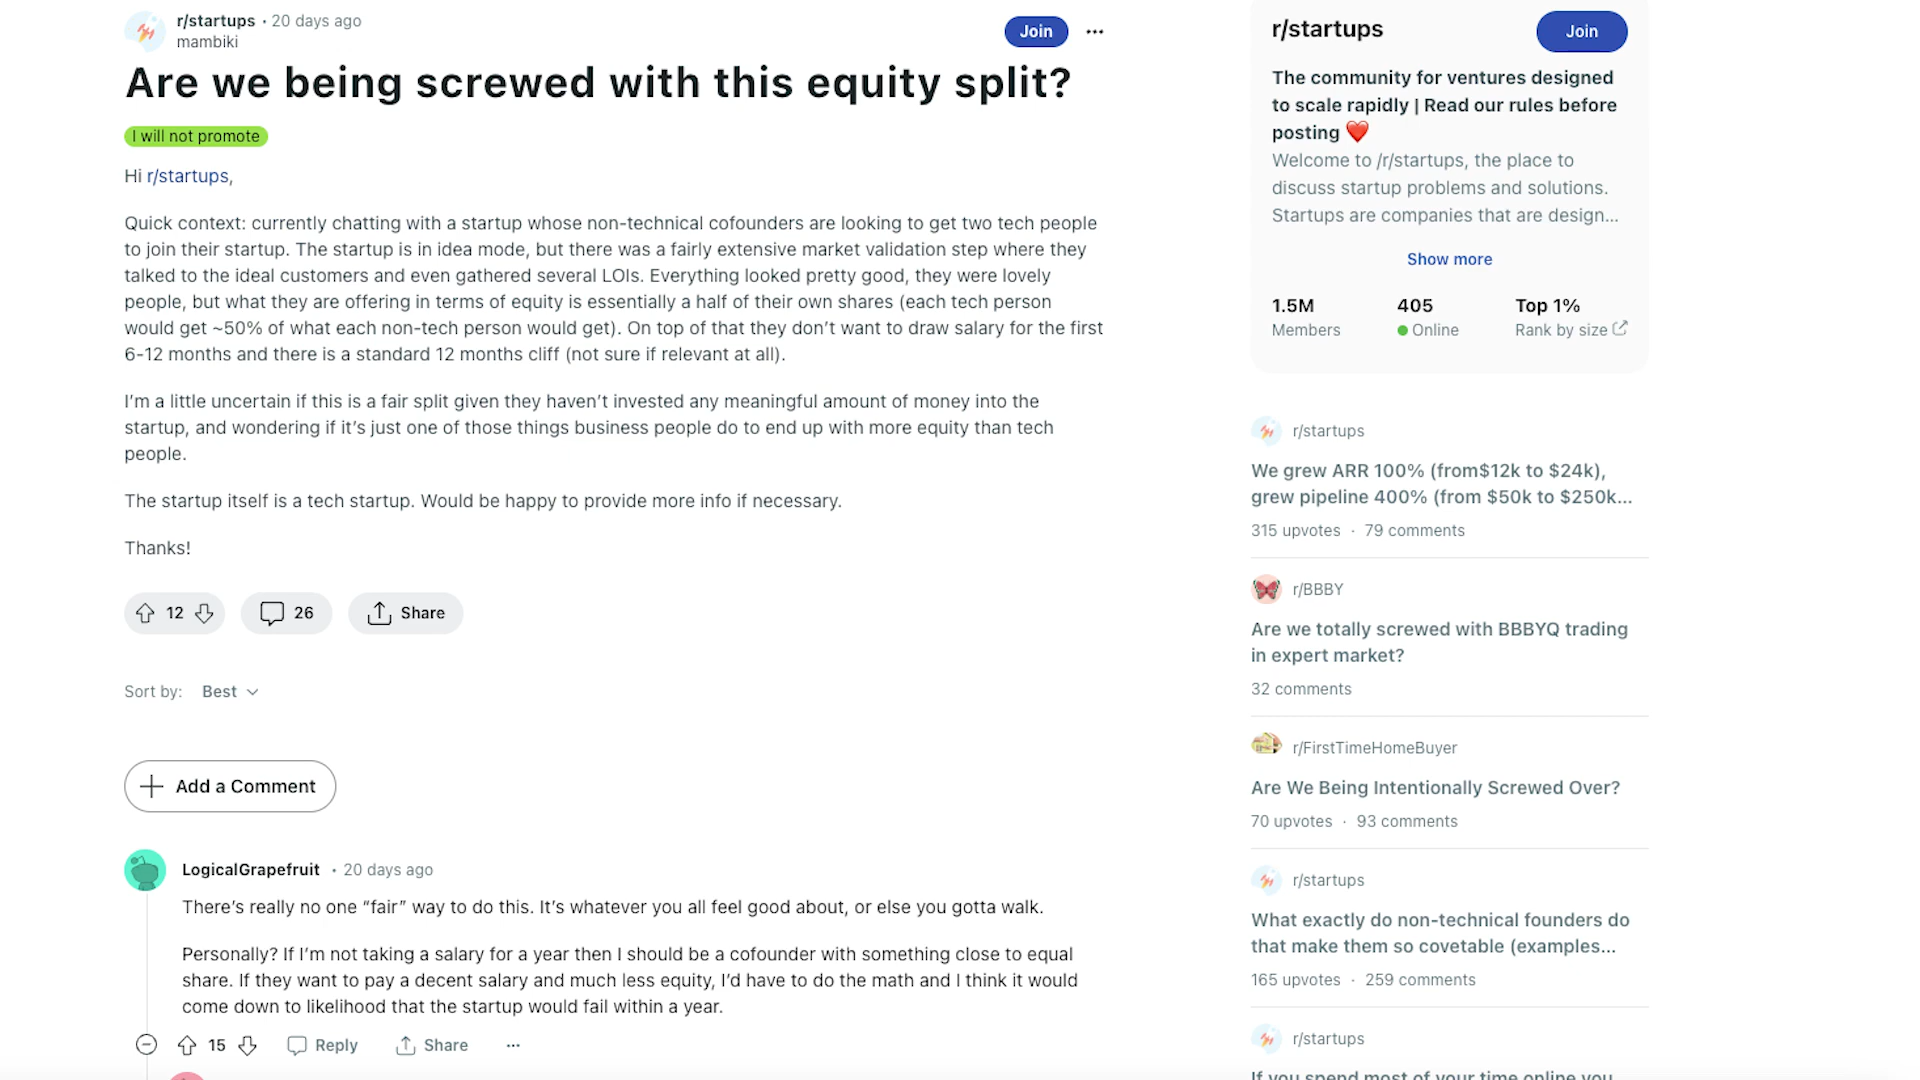 r/startups • 20 days ago
mambiki
Join
Are we being screwed with this equity split?
I will not promote
Hi r/startups,
Quick context: currently chatting with a startup whose non-technical cofounders are looking to get two tech people
to join their startup. The startup is in idea mode, but there was a fairly extensive market validation step where they
talked to the ideal customers and even gathered several LOIs. Everything looked pretty good, they were lovely
people, but what they are offering in terms of equity is essentially a half of their own shares (each tech person
would get ~50% of what each non-tech person would get). On top of that they don’t want to draw salary for the first
6-12 months and there is a standard 12 months cliff (not sure if relevant at all).
I’m a little uncertain if this is a fair split given they haven’t invested any meaningful amount of money into the
startup, and wondering if it’s just one of those things business people do to end up with more equity than tech
people.
The startup itself is a tech startup. Would be happy to provide more info if necessary.
Thanks!
12
26
Share
Sort by: Best
Add a Comment
LogicalGrapefruit • 20 days ago
There’s really no one “fair” way to do this. It’s whatever you all feel good about, or else you gotta walk.
Personally? If I’m not taking a salary for a year then I should be a cofounder with something close to equal
share. If they want to pay a decent salary and much less equity, I’d have to do the math and I think it would
come down to likelihood that the startup would fail within a year.
15 Reply Share
r/startups
Join
The community for ventures designed
to scale rapidly | Read our rules before
posting ❤️
Welcome to /r/startups, the place to
discuss startup problems and solutions.
Startups are companies that are design...
Show more
1.5M 405 Top 1%
Members Online Rank by size
r/startups
We grew ARR 100% (from$12k to $24k),
grew pipeline 400% (from $50k to $250k...
315 upvotes · 79 comments
r/BBBY
Are we totally screwed with BBBYQ trading
in expert market?
32 comments
r/FirstTimeHomeBuyer
Are We Being Intentionally Screwed Over?
70 upvotes · 93 comments
r/startups
What exactly do non-technical founders do
that make them so covetable (examples...
165 upvotes · 259 comments
r/startups
If you spend most of your time online you